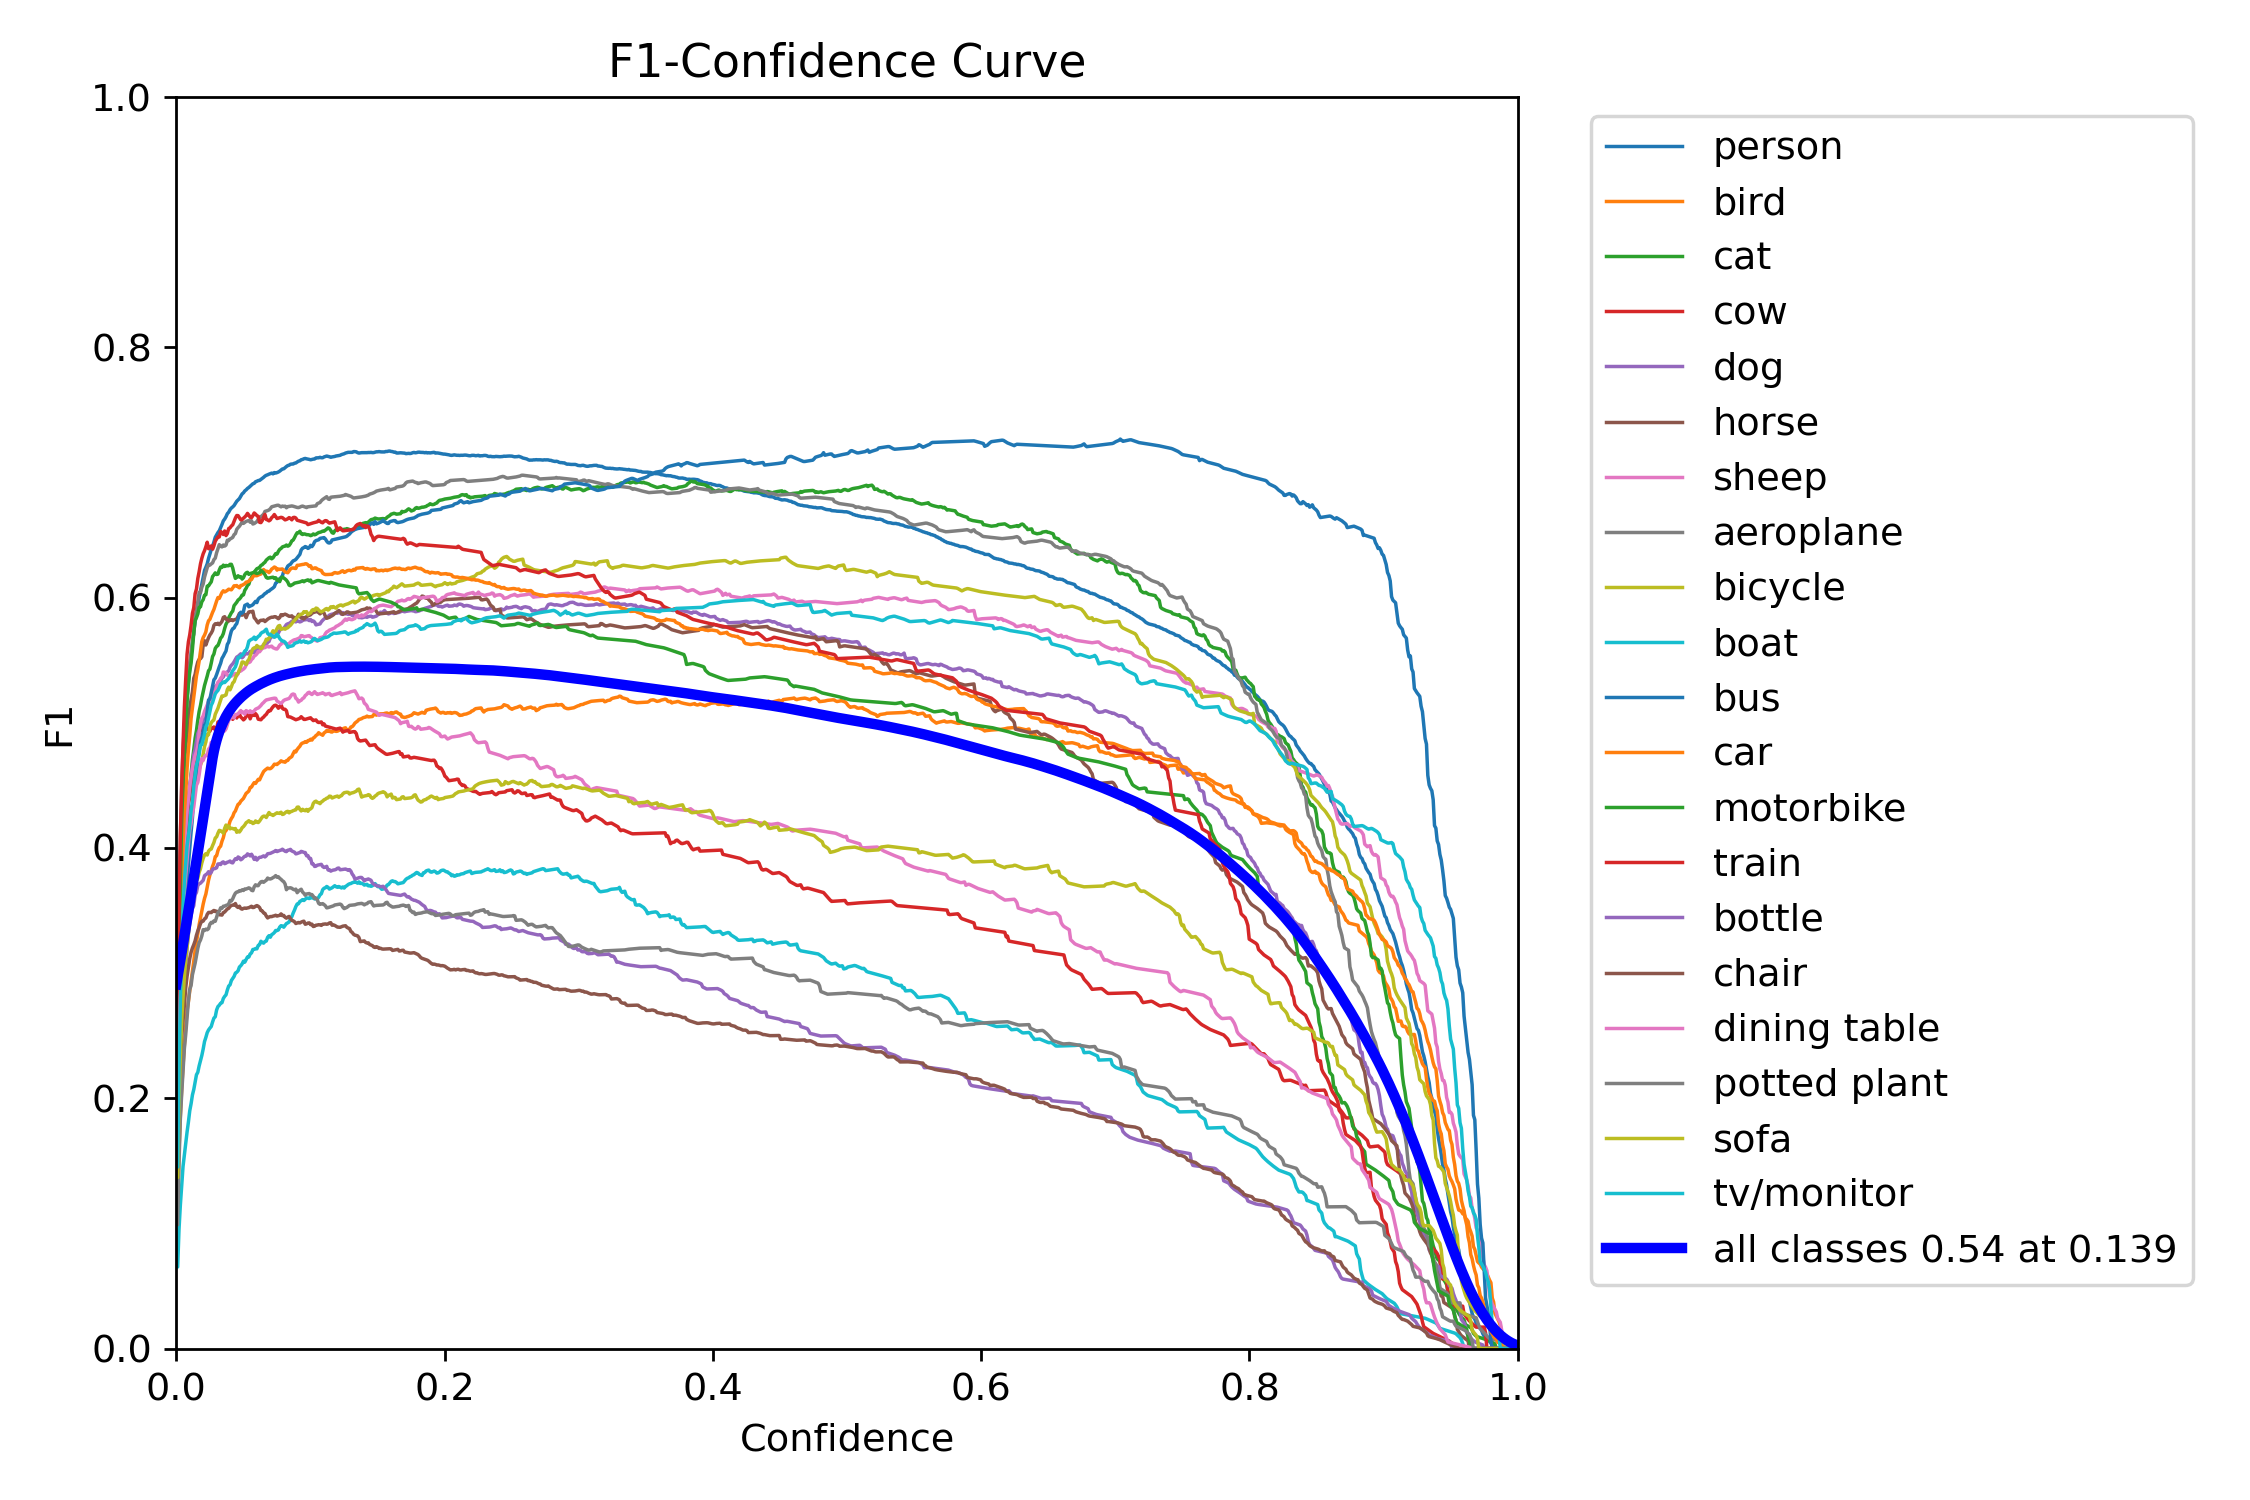 F1-Confidence Curve
1.0
0.8
0.6
0.4
0.2
0.0
F1
0.0 0.2 0.4 0.6 0.8 1.0
Confidence
person
bird
cat
cow
dog
horse
sheep
aeroplane
bicycle
boat
bus
car
motorbike
train
bottle
chair
dining table
potted plant
sofa
tv/monitor
all classes 0.54 at 0.139